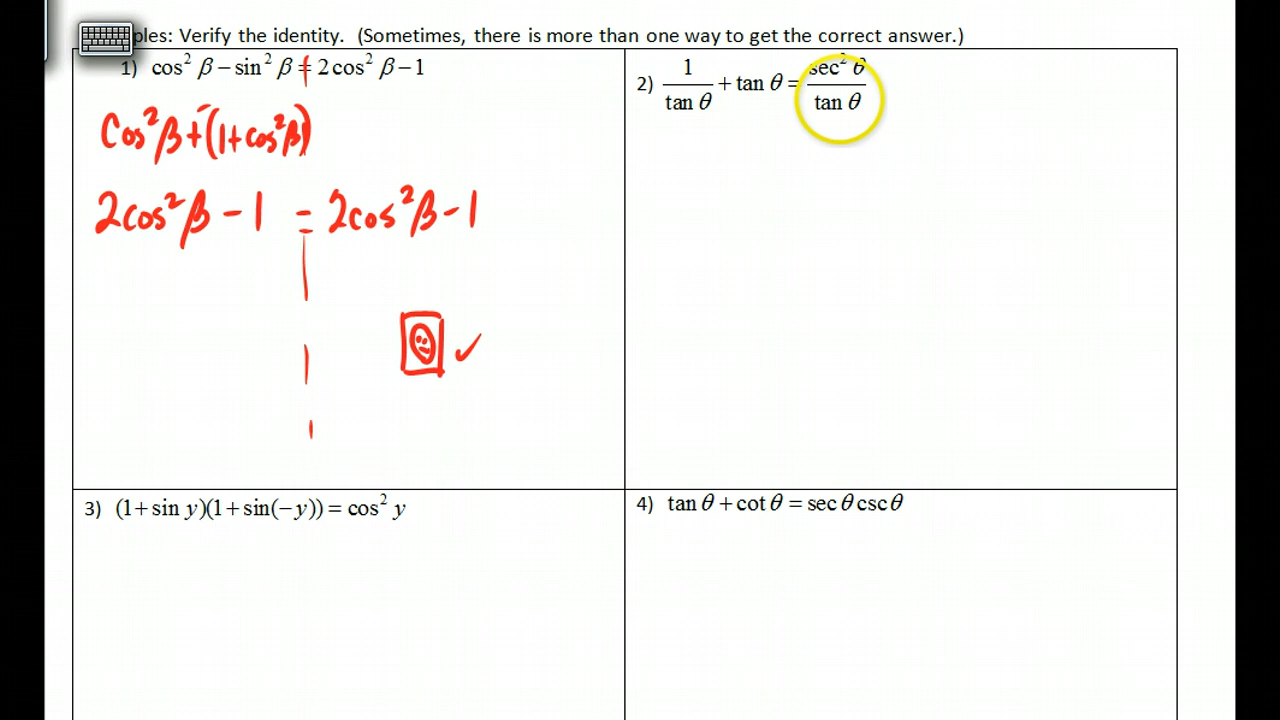 ples: Verify the identity. (Sometimes, there is more than one way to get the correct answer.)
1) cos² β − sin² β = 2cos² β − 1
cos²β + (1 + cos²β)
2cos²β − 1 = 2cos²β − 1
2) 1/tan θ + tan θ = sec² θ/tan θ
3) (1 + sin y)(1 + sin(−y)) = cos² y
4) tan θ + cot θ = sec θ csc θ